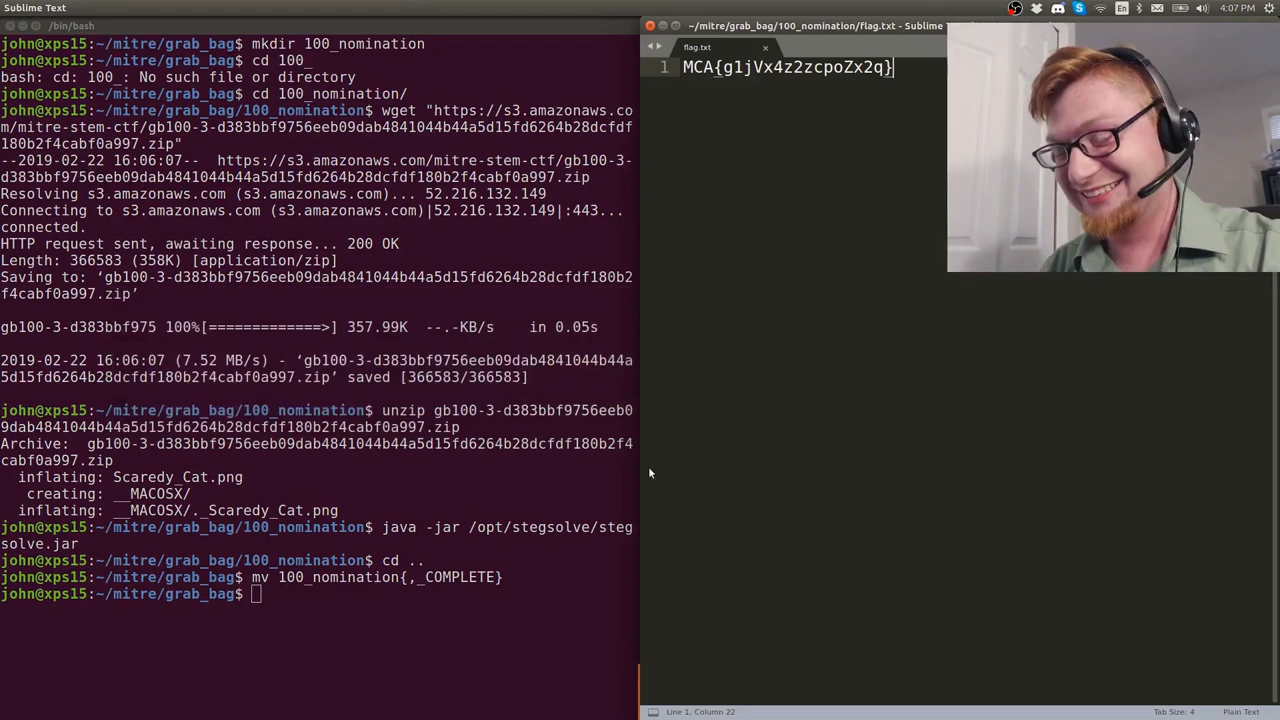 Sublime Text
En
4:07 PM
/bin/bash
john@xps15:~/mitre/grab_bag$ mkdir 100_nomination
john@xps15:~/mitre/grab_bag$ cd 100_
bash: cd: 100_: No such file or directory
john@xps15:~/mitre/grab_bag$ cd 100_nomination/
john@xps15:~/mitre/grab_bag/100_nomination$ wget "https://s3.amazonaws.co
m/mitre-stem-ctf/gb100-3-d383bbf9756eeb09dab4841044b44a5d15fd6264b28dcfdf
180b2f4cabf0a997.zip"
--2019-02-22 16:06:07--  https://s3.amazonaws.com/mitre-stem-ctf/gb100-3-
d383bbf9756eeb09dab4841044b44a5d15fd6264b28dcfdf180b2f4cabf0a997.zip
Resolving s3.amazonaws.com (s3.amazonaws.com)... 52.216.132.149
Connecting to s3.amazonaws.com (s3.amazonaws.com)|52.216.132.149|:443...
connected.
HTTP request sent, awaiting response... 200 OK
Length: 366583 (358K) [application/zip]
Saving to: ‘gb100-3-d383bbf9756eeb09dab4841044b44a5d15fd6264b28dcfdf180b2
f4cabf0a997.zip’
gb100-3-d383bbf975 100%[=============>] 357.99K  --.-KB/s    in 0.05s
2019-02-22 16:06:07 (7.52 MB/s) - ‘gb100-3-d383bbf9756eeb09dab4841044b44a
5d15fd6264b28dcfdf180b2f4cabf0a997.zip’ saved [366583/366583]
john@xps15:~/mitre/grab_bag/100_nomination$ unzip gb100-3-d383bbf9756eeb0
9dab4841044b44a5d15fd6264b28dcfdf180b2f4cabf0a997.zip
Archive:  gb100-3-d383bbf9756eeb09dab4841044b44a5d15fd6264b28dcfdf180b2f4
cabf0a997.zip
  inflating: Scaredy_Cat.png
   creating: __MACOSX/
  inflating: __MACOSX/._Scaredy_Cat.png
john@xps15:~/mitre/grab_bag/100_nomination$ java -jar /opt/stegsolve/steg
solve.jar
john@xps15:~/mitre/grab_bag/100_nomination$ cd ..
john@xps15:~/mitre/grab_bag$ mv 100_nomination{,_COMPLETE}
john@xps15:~/mitre/grab_bag$
~/mitre/grab_bag/100_nomination/flag.txt - Sublime Text
flag.txt
1 MCA{g1jVx4z2zcpoZx2q}
Line 1, Column 22
Tab Size: 4
Plain Text